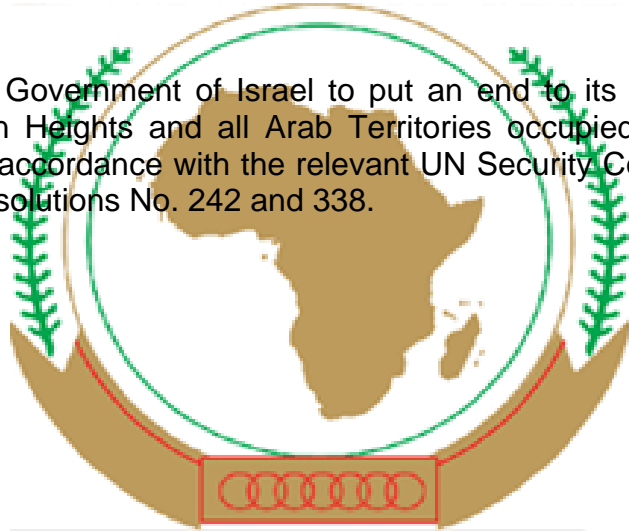 Government of Israel to put an end to its
Heights and all Arab Territories occupied
accordance with the relevant UN Security
No. 242 and 338.